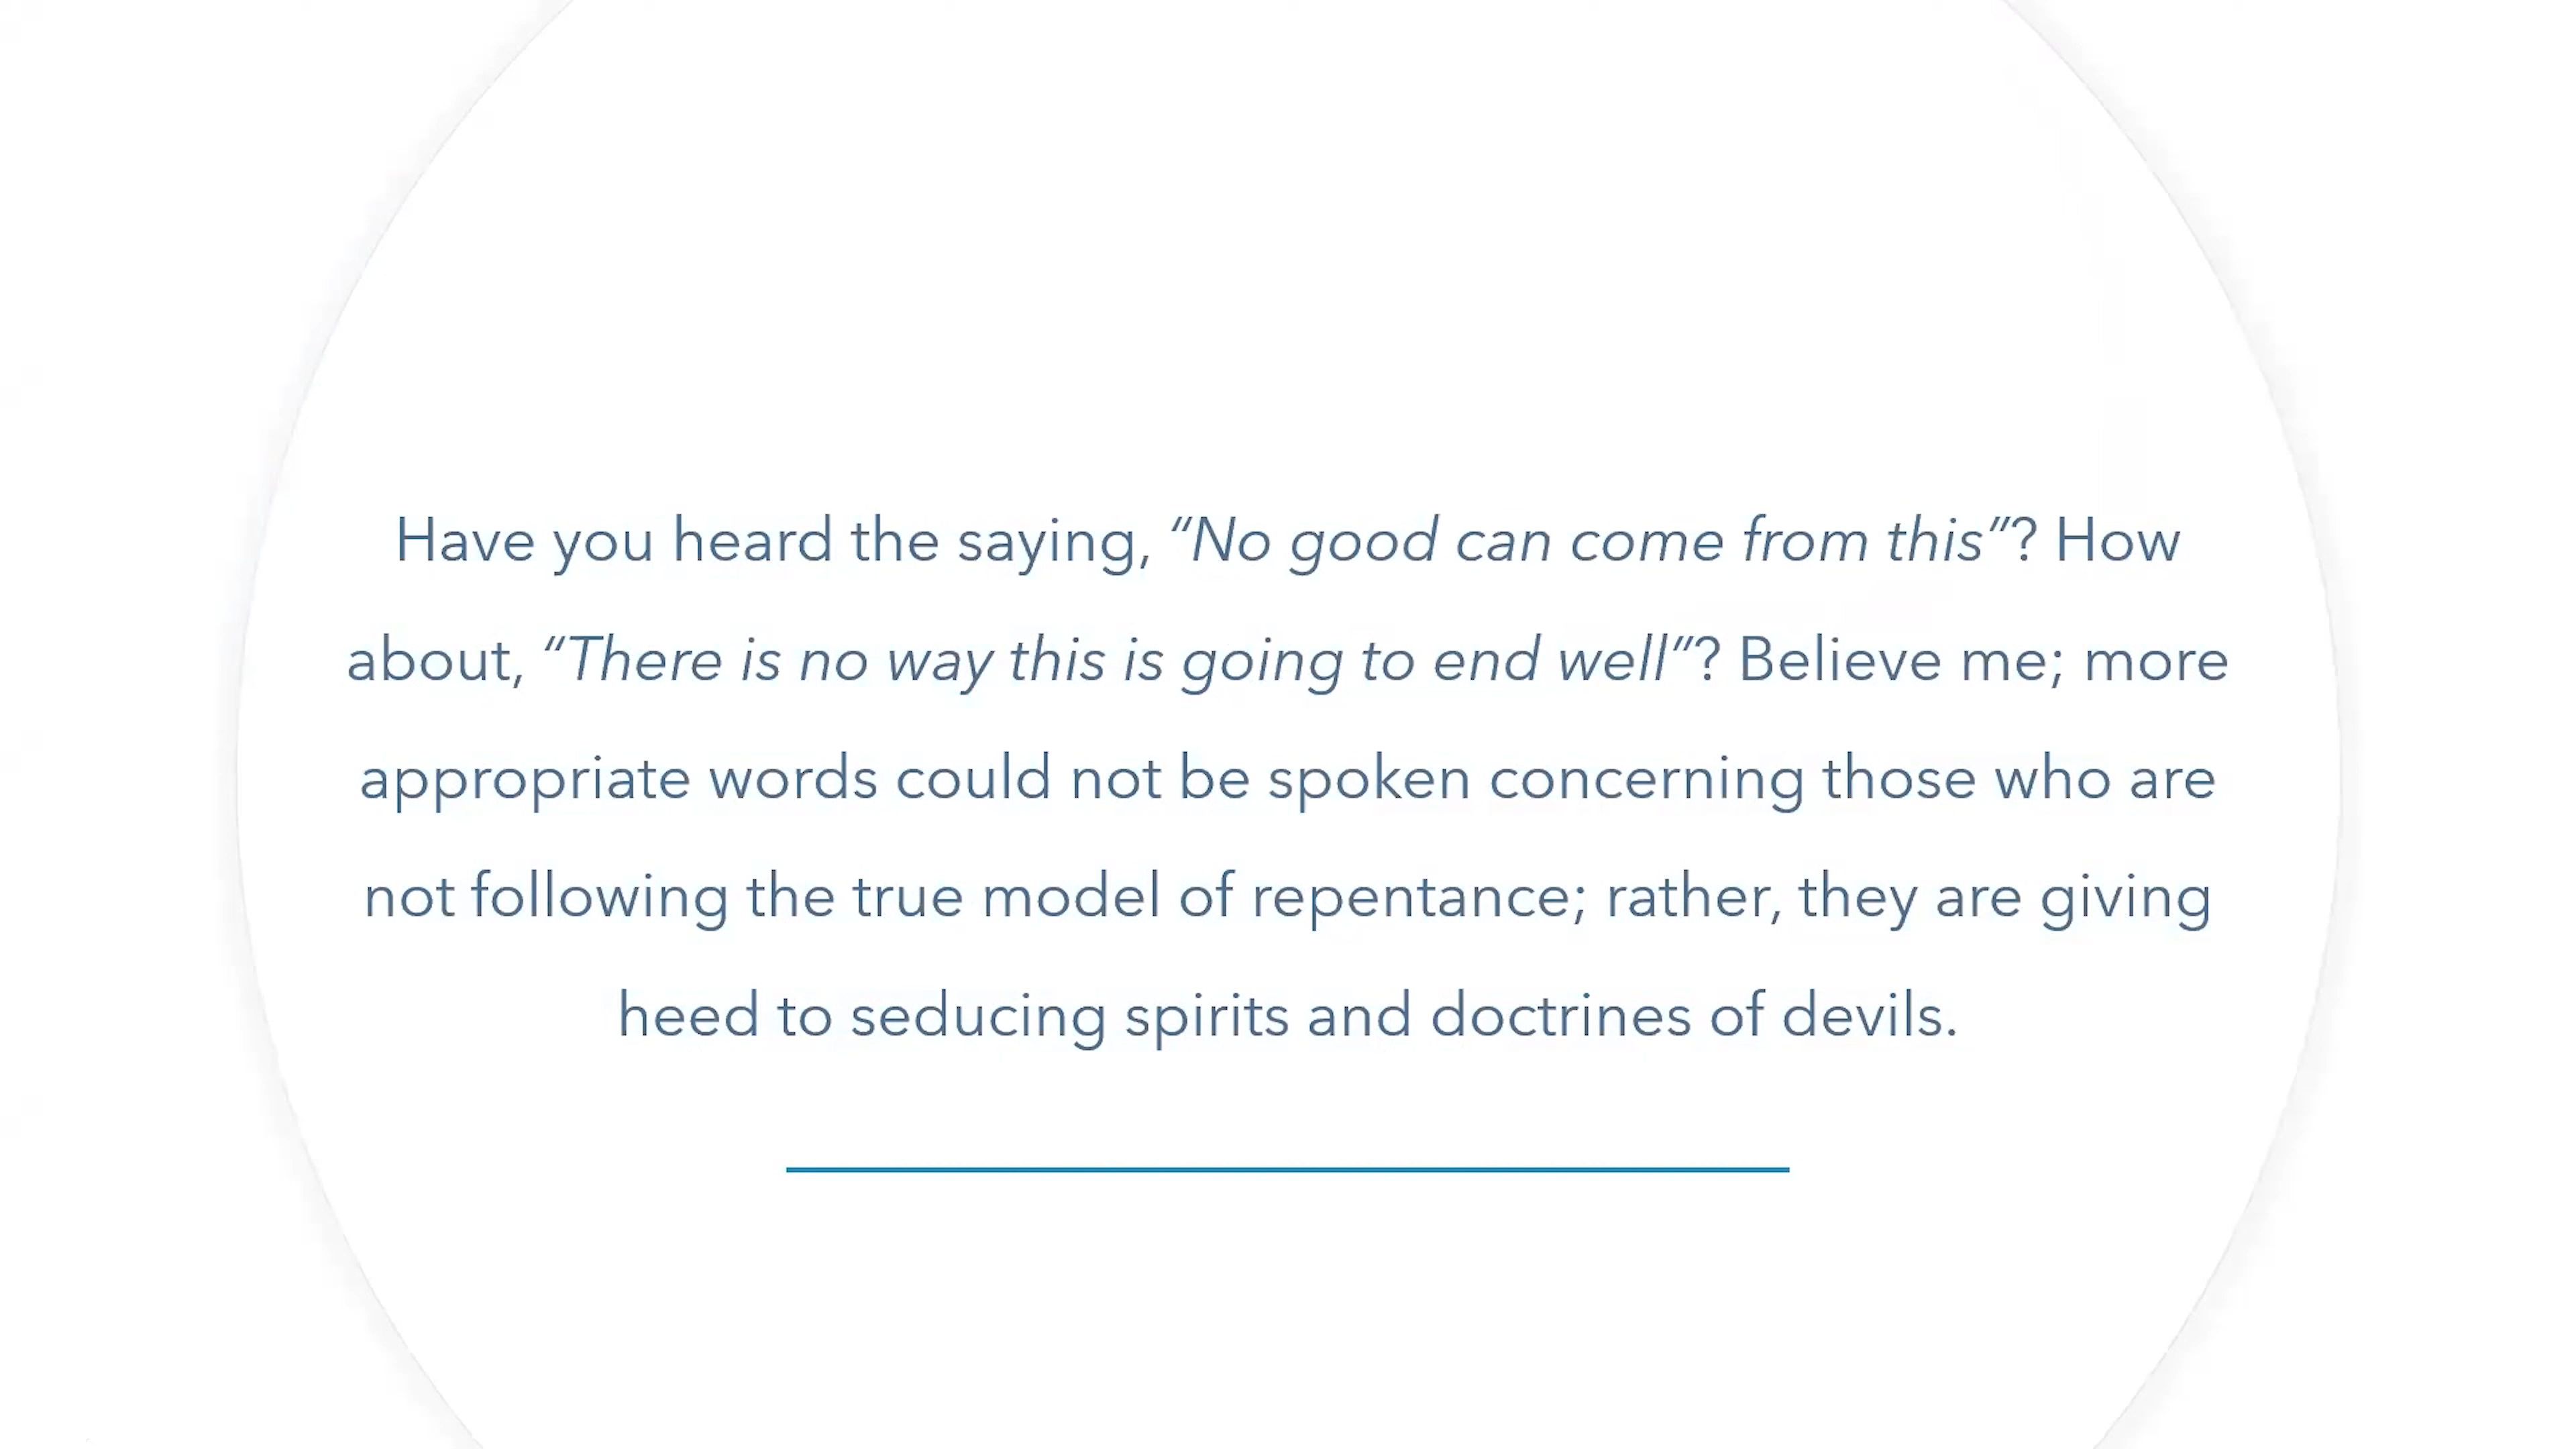 Have you heard the saying, “No good can come from this”? How
about, “There is no way this is going to end well”? Believe me; more
appropriate words could not be spoken concerning those who are
not following the true model of repentance; rather, they are giving
heed to seducing spirits and doctrines of devils.